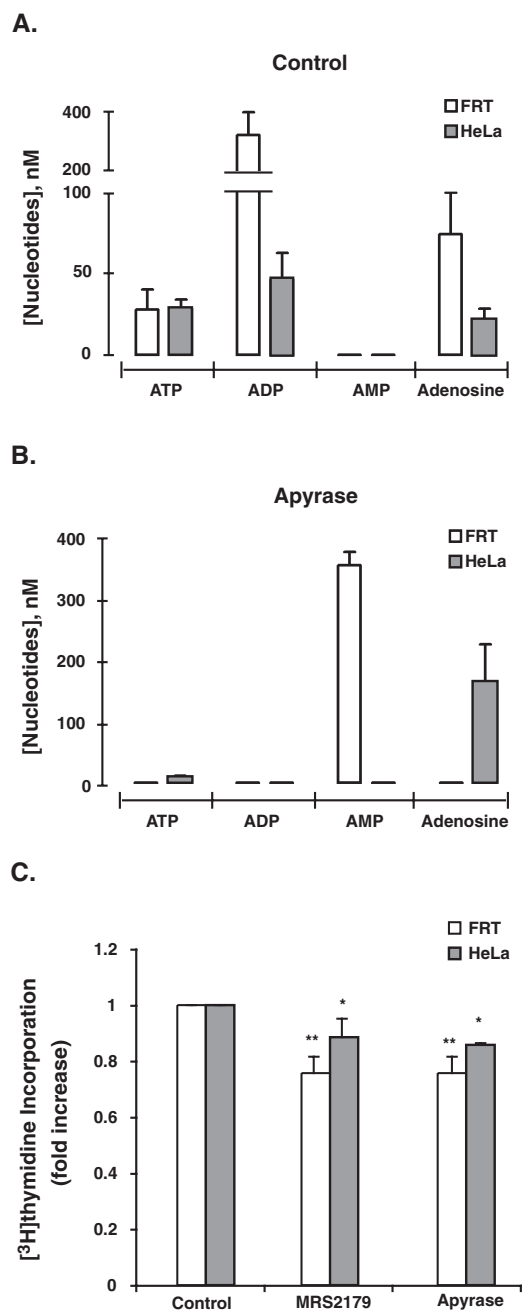 A.
Control
FRT
HeLa
[Nucleotides], nM
400
200
100
50
0
ATP ADP AMP Adenosine
B.
Apyrase
FRT
HeLa
[Nucleotides], nM
400
300
200
100
0
ATP ADP AMP Adenosine
C.
FRT
HeLa
[³H]thymidine Incorporation
(fold increase)
1.2
1
0.8
0.6
0.4
0.2
0
** * ** *
Control MRS2179 Apyrase